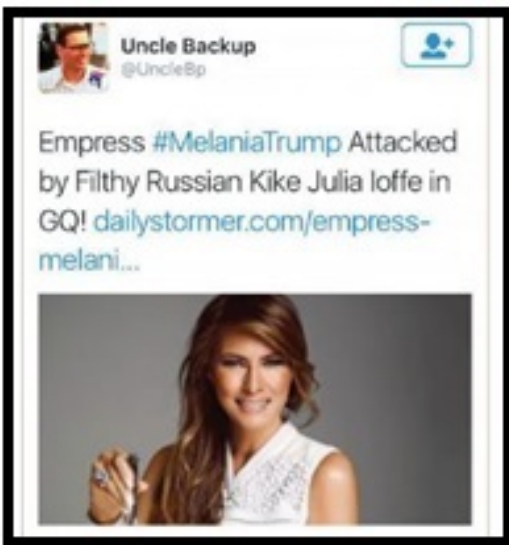 Uncle Backup
@UncleBp
Empress #MelaniaTrump Attacked
by Filthy Russian Kike Julia Ioffe in
GQ! dailystormer.com/empress-
melani...